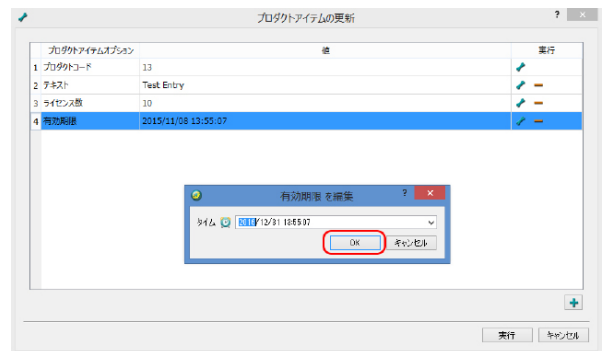 プロダクトアイテムの更新
プロダクトアイテムオプション 値 実行
1 プロダクトコード 13
2 テキスト Test Entry
3 ライセンス数 10
4 有効期限 2015/11/08 13:55:07
有効期限 を編集
タイム /12/31 13:55:07
OK キャンセル
実行 キャンセル